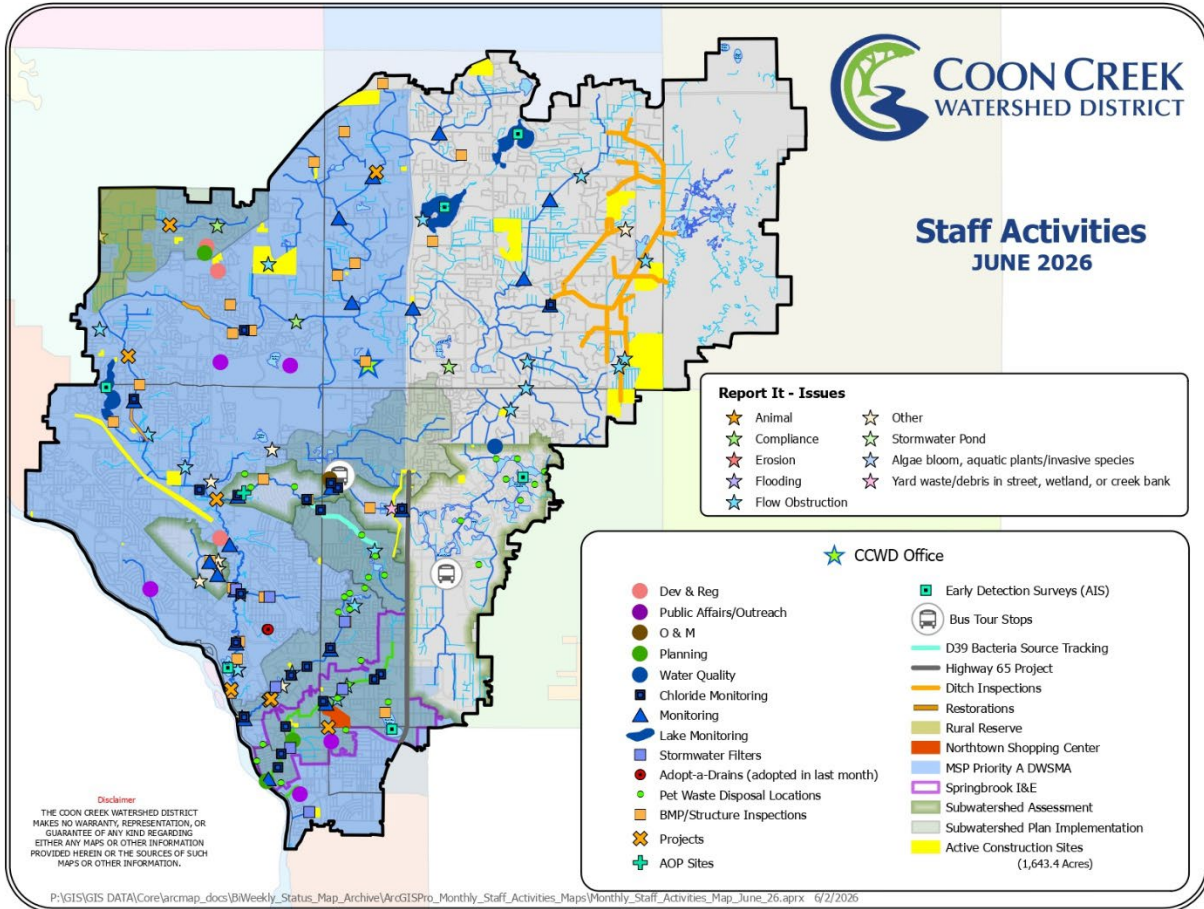 COON CREEK
WATERSHED DISTRICT
Staff Activities
JUNE 2026
Report It - Issues
Animal
Compliance
Erosion
Flooding
Flow Obstruction
Other
Stormwater Pond
Algae bloom, aquatic plants/invasive species
Yard waste/debris in street, wetland, or creek bank
CCWD Office
Dev & Reg
Public Affairs/Outreach
O & M
Planning
Water Quality
Chloride Monitoring
Monitoring
Lake Monitoring
Stormwater Filters
Adopt-a-Drains (adopted in last month)
Pet Waste Disposal Locations
BMP/Structure Inspections
Projects
AOP Sites
Early Detection Surveys (AIS)
Bus Tour Stops
D39 Bacteria Source Tracking
Highway 65 Project
Ditch Inspections
Restorations
Rural Reserve
Northtown Shopping Center
MSP Priority A DWSMA
Springbrook I&E
Subwatershed Assessment
Subwatershed Plan Implementation
Active Construction Sites
(1,643.4 Acres)
Disclaimer
THE COON CREEK WATERSHED DISTRICT
MAKES NO WARRANTY, REPRESENTATION, OR
GUARANTEE OF ANY KIND REGARDING
EITHER ANY MAPS OR OTHER INFORMATION
PROVIDED HEREIN OR THE SOURCES OF SUCH
MAPS OR OTHER INFORMATION.
P:\GIS\GIS DATA\Core\arcmap_docs\BiWeekly_Status_Map_Archive\ArcGISPro_Monthly_Staff_Activities_Maps\Monthly_Staff_Activities_Map_June_26.aprx 6/2/2026